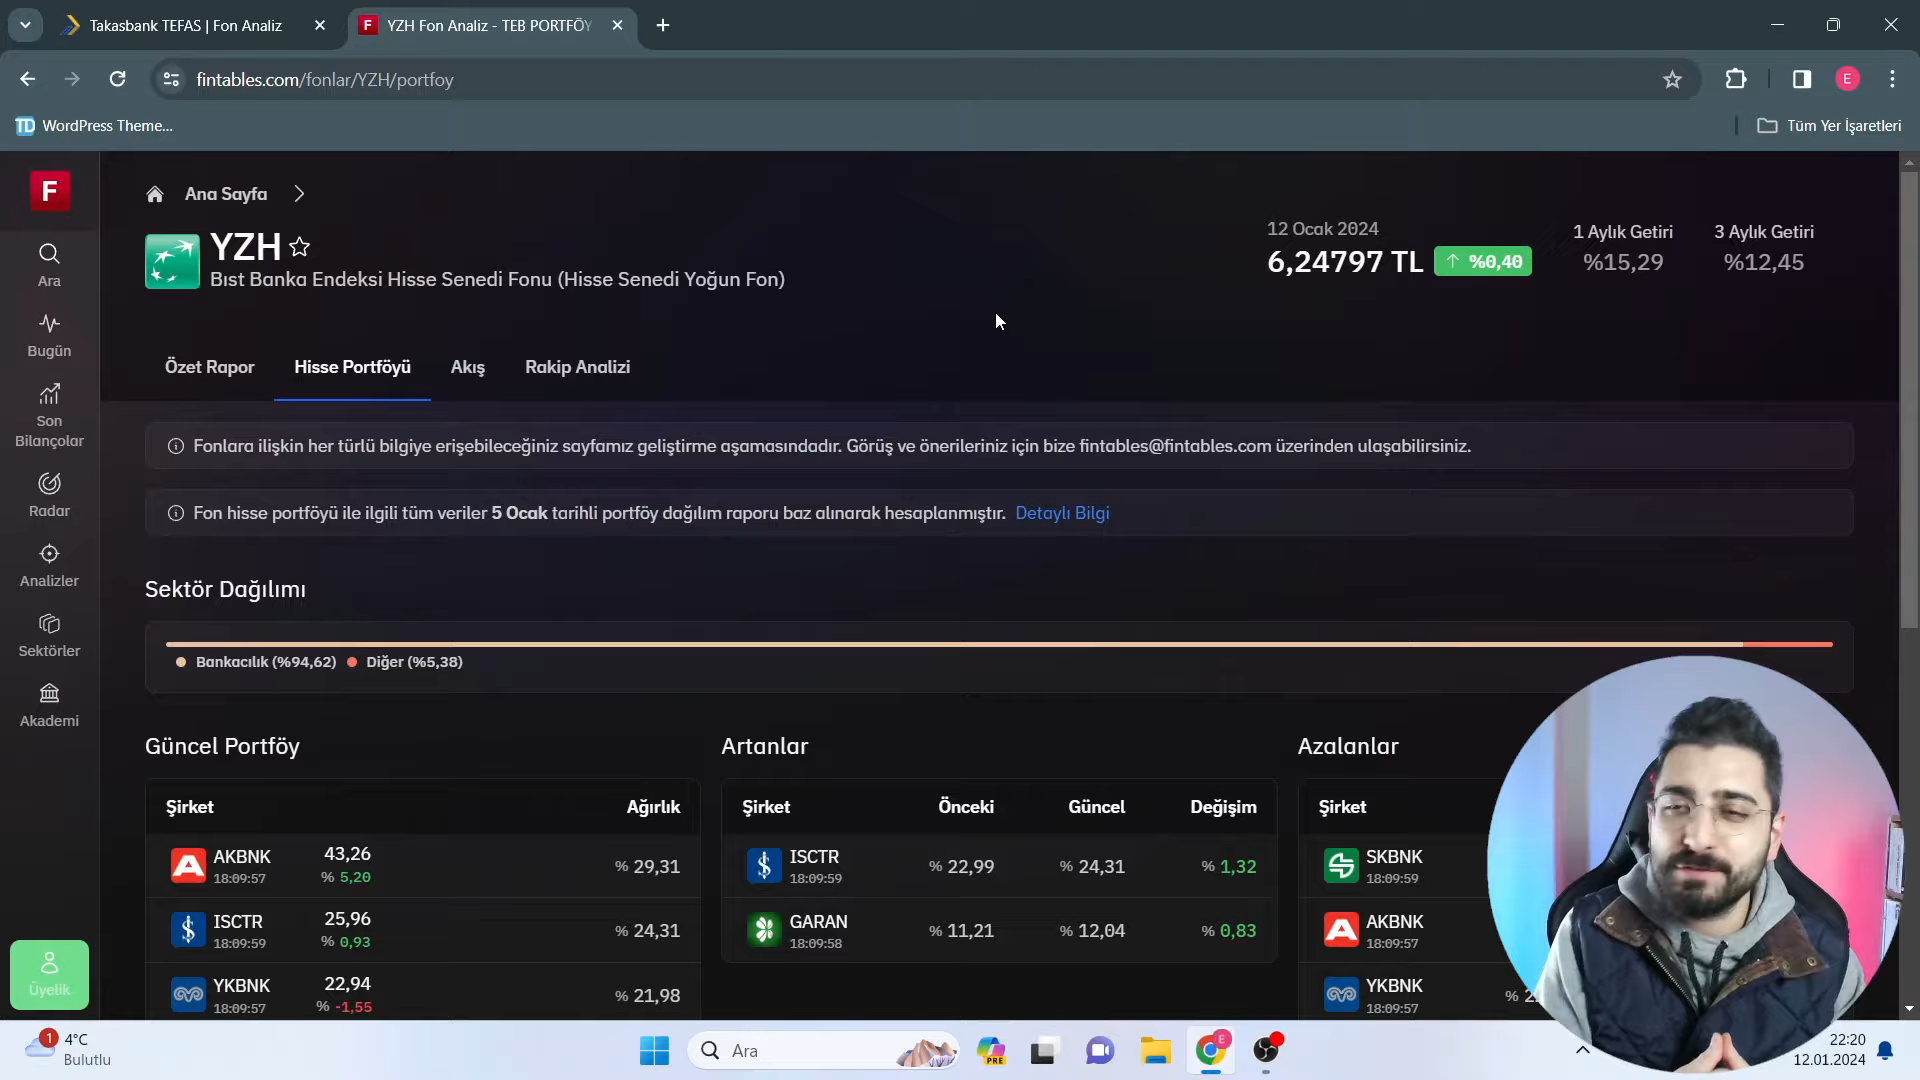 Takasbank TEFAS | Fon Analiz
YZH Fon Analiz - TEB PORTFÖY
fintables.com/fonlar/YZH/portfoy
E
TD WordPress Theme...
Tüm Yer İşaretleri
F
Ara
Bugün
Son Bilançolar
Radar
Analizler
Sektörler
Akademi
Üyelik
Ana Sayfa
YZH
Bıst Banka Endeksi Hisse Senedi Fonu (Hisse Senedi Yoğun Fon)
12 Ocak 2024
6,24797 TL %0,40
1 Aylık Getiri
%15,29
3 Aylık Getiri
%12,45
Özet Rapor Hisse Portföyü Akış Rakip Analizi
Fonlara ilişkin her türlü bilgiye erişebileceğiniz sayfamız geliştirme aşamasındadır. Görüş ve önerileriniz için bize fintables@fintables.com üzerinden ulaşabilirsiniz.
Fon hisse portföyü ile ilgili tüm veriler 5 Ocak tarihli portföy dağılım raporu baz alınarak hesaplanmıştır. Detaylı Bilgi
Sektör Dağılımı
Bankacılık (%94,62) Diğer (%5,38)
Güncel Portföy
Şirket Ağırlık
AKBNK 43,26 % 29,31
18:09:57 % 5,20
ISCTR 25,96 % 24,31
18:09:59 % 0,93
YKBNK 22,94 % 21,98
18:09:57 % -1,55
Artanlar
Şirket Önceki Güncel Değişim
ISCTR % 22,99 % 24,31 % 1,32
18:09:59
GARAN % 11,21 % 12,04 % 0,83
18:09:58
Azalanlar
Şirket
SKBNK
18:09:59
AKBNK
18:09:57
YKBNK
18:09:57
1 4°C
Bulutlu
Ara
PRE
E
22:20
12.01.2024